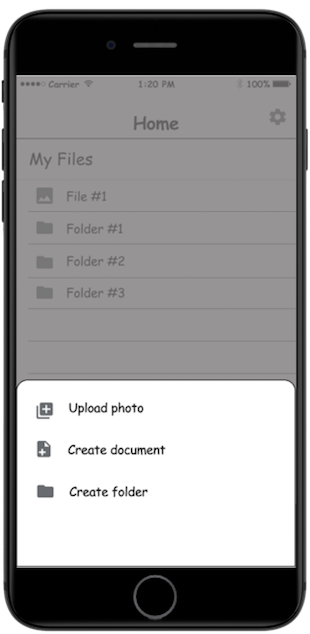 Carrier 1:20 PM 100%
Home
My Files
File #1
Folder #1
Folder #2
Folder #3
Upload photo
Create document
Create folder